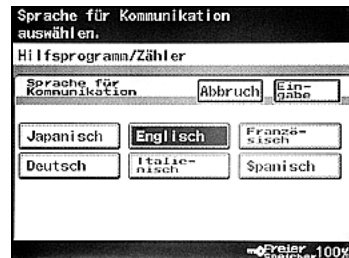 Sprache für Kommunikation
auswählen.
Hilfsprogramm/Zähler
Sprache für
Kommunikation
Abbruch
Ein-
gabe
Japanisch Englisch Franzö-
sisch
Deutsch Italie-
nisch Spanisch
Freier
Speicher 100%